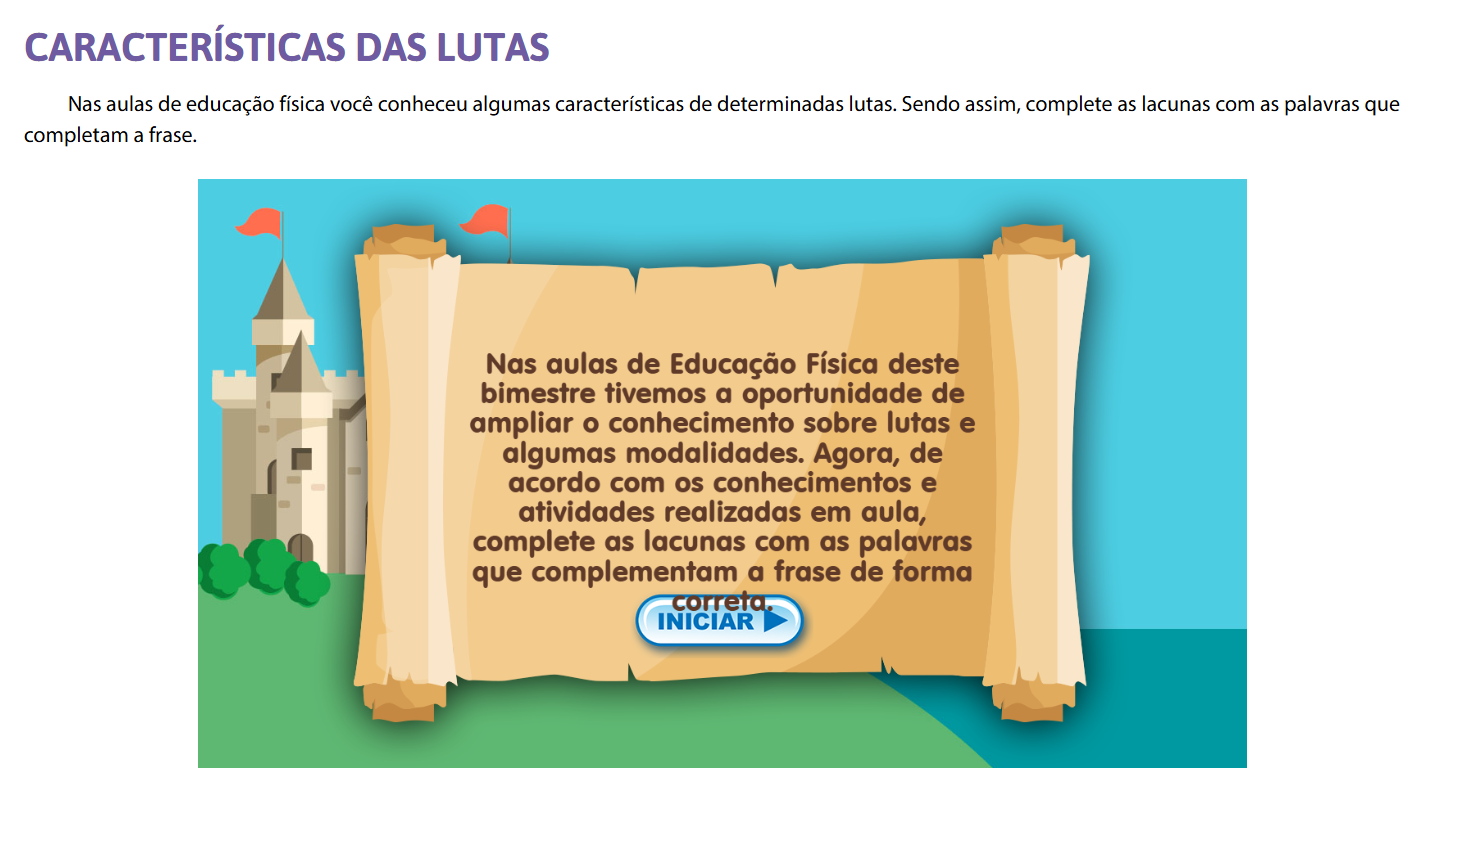 CARACTERÍSTICAS DAS LUTAS
Nas aulas de educação física você conheceu algumas características de determinadas lutas. Sendo assim, complete as lacunas com as palavras que
completam a frase.
Nas aulas de Educação Física deste
bimestre tivemos a oportunidade de
ampliar o conhecimento sobre lutas e
algumas modalidades. Agora, de
acordo com os conhecimentos e
atividades realizadas em aula,
complete as lacunas com as palavras
que complementam a frase de forma
correta.
INICIAR